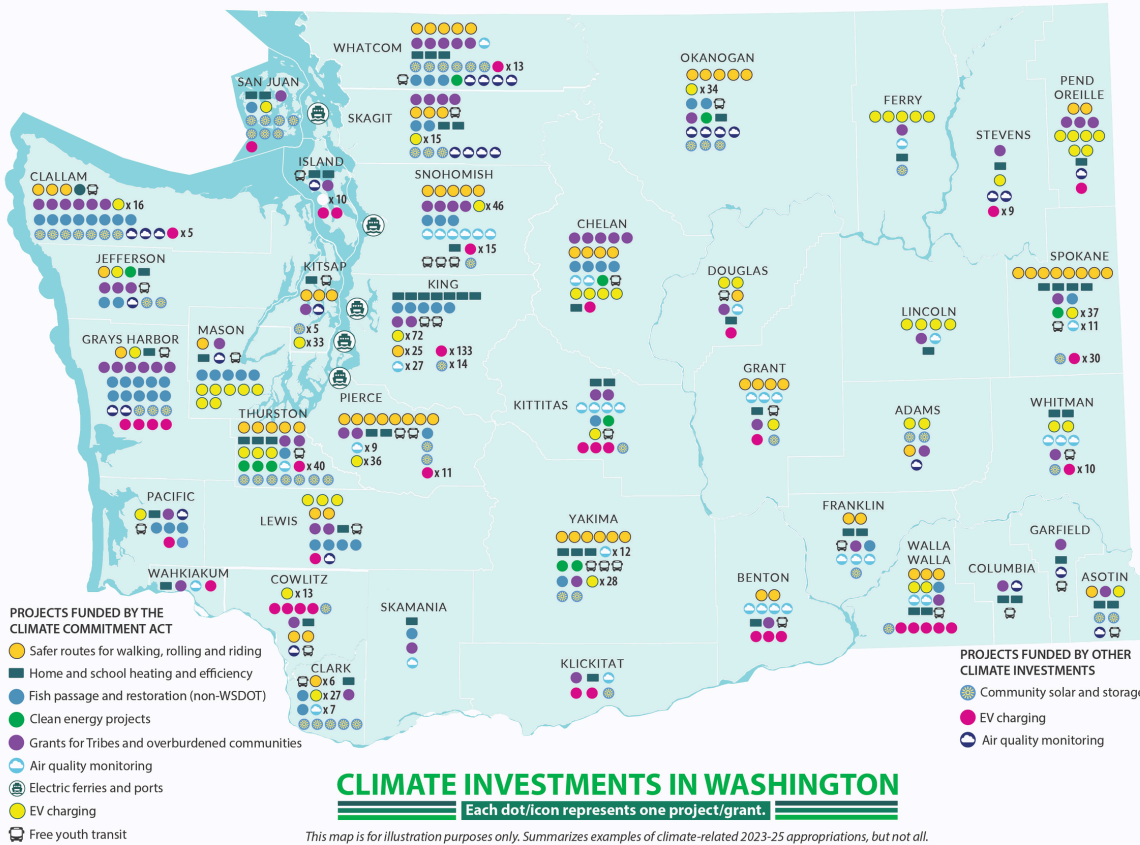 WHATCOM
x 13
SAN JUAN
SKAGIT
x 15
OKANOGAN
x 34
FERRY
STEVENS
x 9
PEND
OREILLE
CLALLAM
x 16
x 5
ISLAND
x 10
SNOHOMISH
x 46
x 15
JEFFERSON
KITSAP
x 5
x 33
KING
x 72
x 25
x 133
x 27
x 14
CHELAN
DOUGLAS
LINCOLN
SPOKANE
x 37
x 11
x 30
GRAYS HARBOR
MASON
THURSTON
x 40
PIERCE
x 9
x 36
x 11
KITTITAS
GRANT
ADAMS
WHITMAN
x 10
PACIFIC
LEWIS
YAKIMA
x 12
x 28
BENTON
FRANKLIN
WALLA
WALLA
COLUMBIA
GARFIELD
ASOTIN
WAHKIAKUM
COWLITZ
x 13
SKAMANIA
CLARK
x 6
x 27
x 7
KLICKITAT
PROJECTS FUNDED BY THE
CLIMATE COMMITMENT ACT
Safer routes for walking, rolling and riding
Home and school heating and efficiency
Fish passage and restoration (non-WSDOT)
Clean energy projects
Grants for Tribes and overburdened communities
Air quality monitoring
Electric ferries and ports
EV charging
Free youth transit
PROJECTS FUNDED BY OTHER
CLIMATE INVESTMENTS
Community solar and storage
EV charging
Air quality monitoring
CLIMATE INVESTMENTS IN WASHINGTON
Each dot/icon represents one project/grant.
This map is for illustration purposes only. Summarizes examples of climate-related 2023-25 appropriations, but not all.